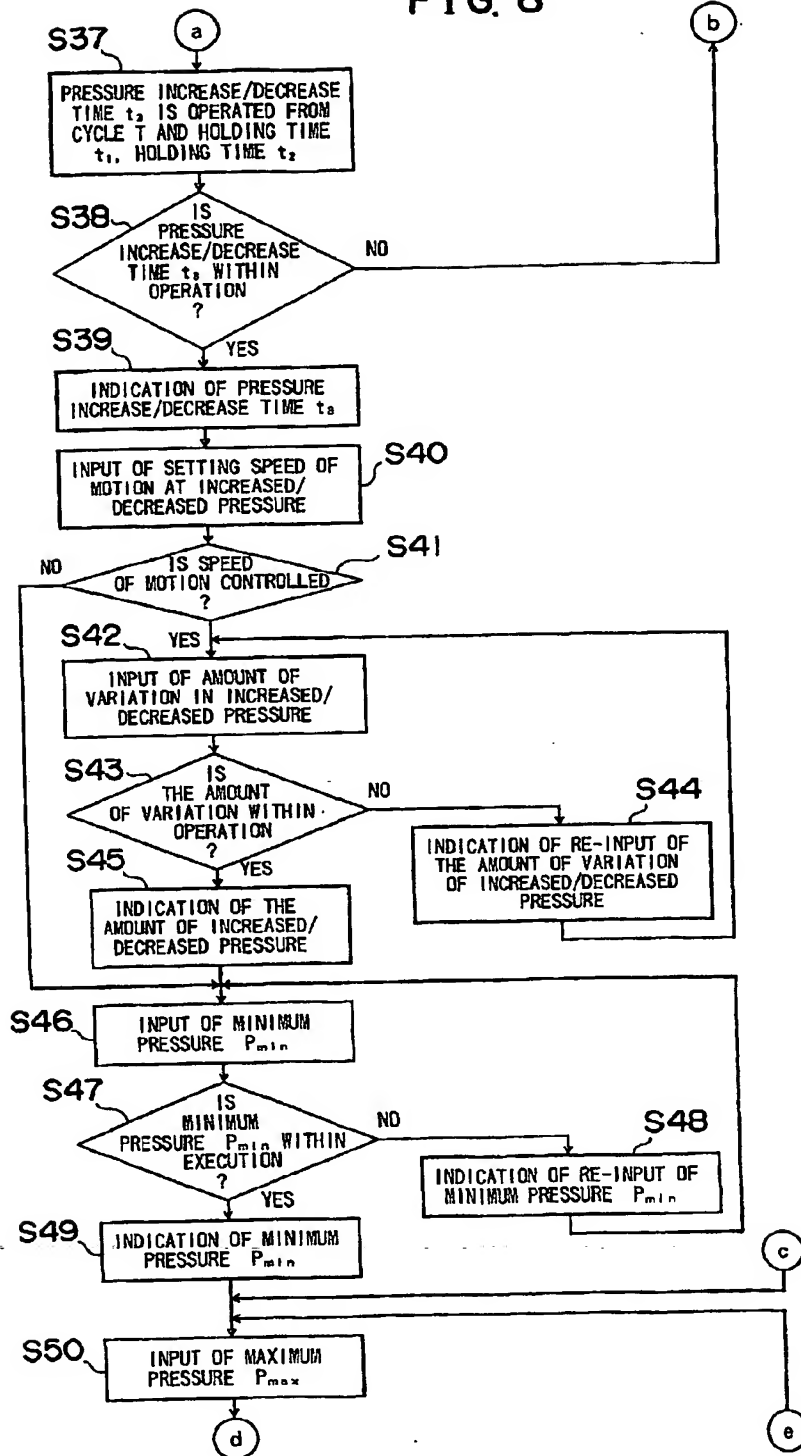 FIG. 8
a
b
S37
PRESSURE INCREASE/DECREASE
TIME t₃ IS OPERATED FROM
CYCLE T AND HOLDING TIME
t₁, HOLDING TIME t₂
S38
IS
PRESSURE
INCREASE/DECREASE
TIME t₃ WITHIN
OPERATION
?
NO
YES
S39
INDICATION OF PRESSURE
INCREASE/DECREASE TIME t₃
S40
INPUT OF SETTING SPEED OF
MOTION AT INCREASED/
DECREASED PRESSURE
S41
NO
IS SPEED
OF MOTION CONTROLLED
?
YES
S42
INPUT OF AMOUNT OF
VARIATION IN INCREASED/
DECREASED PRESSURE
S43
IS
THE AMOUNT
OF VARIATION WITHIN
OPERATION
?
NO
YES
S44
INDICATION OF RE-INPUT OF
THE AMOUNT OF VARIATION
OF INCREASED/DECREASED
PRESSURE
S45
INDICATION OF THE
AMOUNT OF INCREASED/
DECREASED PRESSURE
S46
INPUT OF MINIMUM
PRESSURE Pmin
S47
IS
MINIMUM
PRESSURE Pmin WITHIN
EXECUTION
?
NO
YES
S48
INDICATION OF RE-INPUT OF
MINIMUM PRESSURE Pmin
S49
INDICATION OF MINIMUM
PRESSURE Pmin
c
S50
INPUT OF MAXIMUM
PRESSURE Pmax
d
e